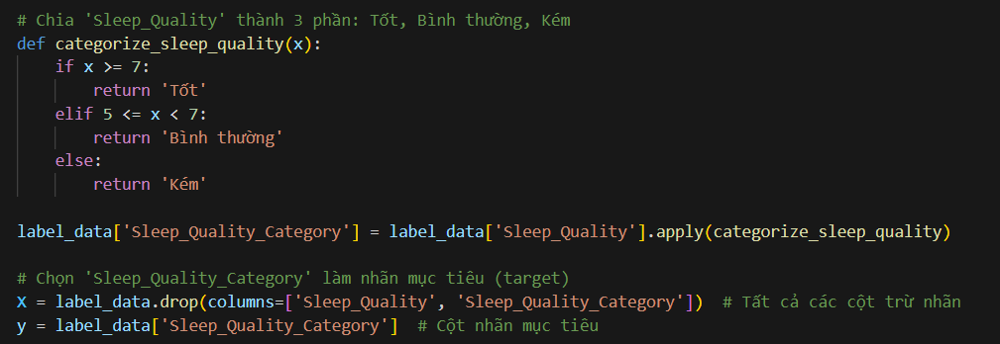 # Chia 'Sleep_Quality' thành 3 phần: Tốt, Bình thường, Kém
def categorize_sleep_quality(x):
    if x >= 7:
        return 'Tốt'
    elif 5 <= x < 7:
        return 'Bình thường'
    else:
        return 'Kém'
label_data['Sleep_Quality_Category'] = label_data['Sleep_Quality'].apply(categorize_sleep_quality)
# Chọn 'Sleep_Quality_Category' làm nhãn mục tiêu (target)
X = label_data.drop(columns=['Sleep_Quality', 'Sleep_Quality_Category'])  # Tất cả các cột trừ nhãn
y = label_data['Sleep_Quality_Category']  # Cột nhãn mục tiêu